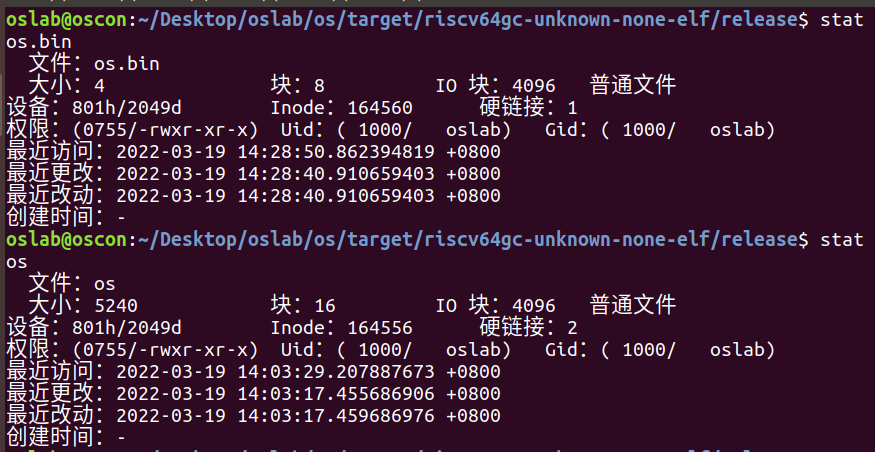 oslab@oscon:~/Desktop/oslab/os/target/riscv64gc-unknown-none-elf/release$ stat
os.bin
文件：os.bin
大小：4 块：8 IO 块：4096 普通文件
设备：801h/2049d Inode：164560 硬链接：1
权限：(0755/-rwxr-xr-x) Uid：( 1000/ oslab) Gid：( 1000/ oslab)
最近访问：2022-03-19 14:28:50.862394819 +0800
最近更改：2022-03-19 14:28:40.910659403 +0800
最近改动：2022-03-19 14:28:40.910659403 +0800
创建时间：-
oslab@oscon:~/Desktop/oslab/os/target/riscv64gc-unknown-none-elf/release$ stat
os
文件：os
大小：5240 块：16 IO 块：4096 普通文件
设备：801h/2049d Inode：164556 硬链接：2
权限：(0755/-rwxr-xr-x) Uid：( 1000/ oslab) Gid：( 1000/ oslab)
最近访问：2022-03-19 14:03:29.207887673 +0800
最近更改：2022-03-19 14:03:17.455686906 +0800
最近改动：2022-03-19 14:03:17.459686976 +0800
创建时间：-